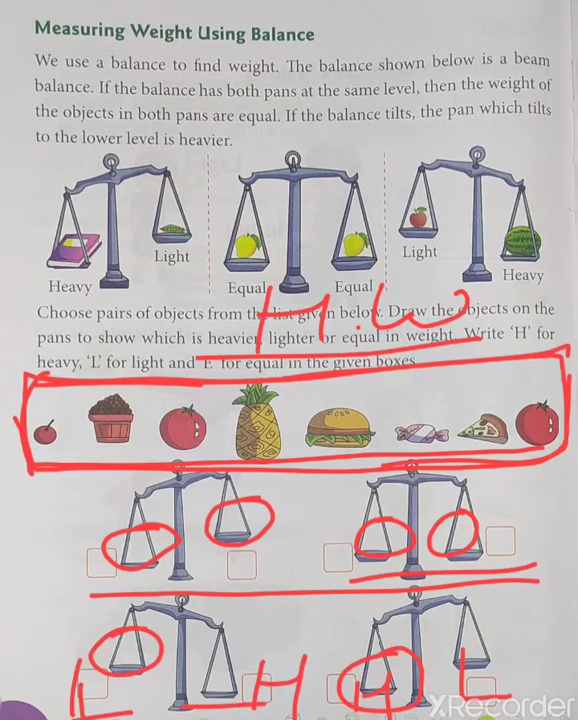 Measuring Weight Using Balance
We use a balance to find weight. The balance shown below is a beam
balance. If the balance has both pans at the same level, then the weight of
the objects in both pans are equal. If the balance tilts, the pan which tilts
to the lower level is heavier.
Light
Light
Heavy
Equal
Equal
Heavy
H.W
Choose pairs of objects from the list given below. Draw the objects on the
pans to show which is heavier, lighter or equal in weight. Write ‘H’ for
heavy, ‘L’ for light and ‘E’ for equal in the given boxes.
L
H
H
L
XRecorder